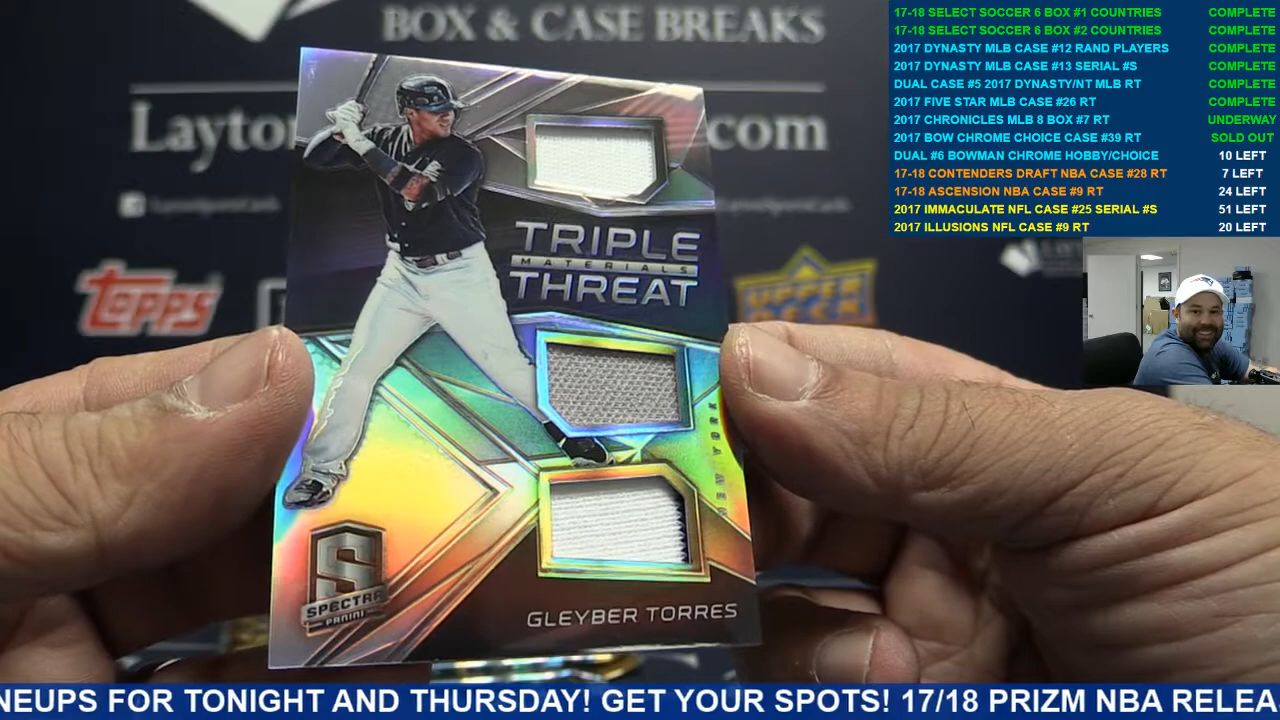 BOX & CASE BREAKS
Layton
com
topps
UPPER DECK
TRIPLE
MATERIALS
THREAT
NEW YORK
S
SPECTRA
PANINI
GLEYBER TORRES
17-18 SELECT SOCCER 6 BOX #1 COUNTRIES COMPLETE
17-18 SELECT SOCCER 6 BOX #2 COUNTRIES COMPLETE
2017 DYNASTY MLB CASE #12 RAND PLAYERS COMPLETE
2017 DYNASTY MLB CASE #13 SERIAL #S COMPLETE
DUAL CASE #5 2017 DYNASTY/NT MLB RT COMPLETE
2017 FIVE STAR MLB CASE #26 RT COMPLETE
2017 CHRONICLES MLB 8 BOX #7 RT UNDERWAY
2017 BOW CHROME CHOICE CASE #39 RT SOLD OUT
DUAL #6 BOWMAN CHROME HOBBY/CHOICE 10 LEFT
17-18 CONTENDERS DRAFT NBA CASE #28 RT 7 LEFT
17-18 ASCENSION NBA CASE #9 RT 24 LEFT
2017 IMMACULATE NFL CASE #25 SERIAL #S 51 LEFT
2017 ILLUSIONS NFL CASE #9 RT 20 LEFT
NEUPS FOR TONIGHT AND THURSDAY! GET YOUR SPOTS! 17/18 PRIZM NBA RELEA